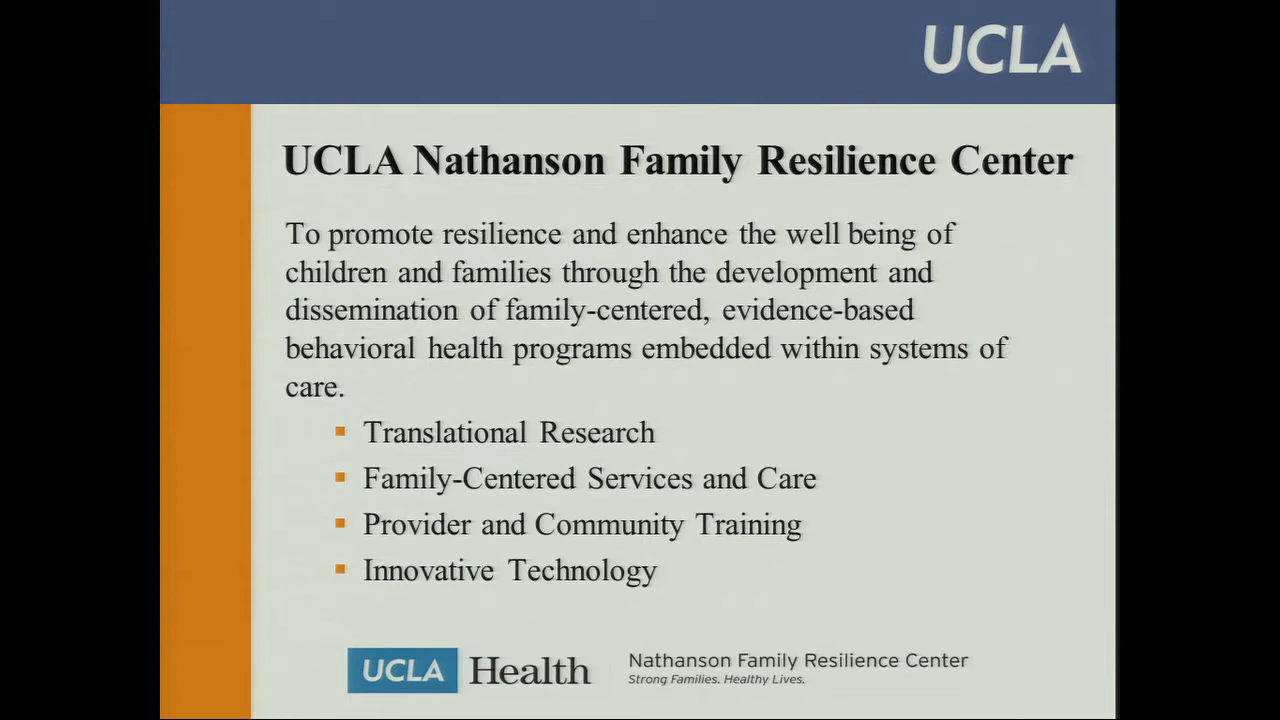 UCLA
UCLA Nathanson Family Resilience Center
To promote resilience and enhance the well being of
children and families through the development and
dissemination of family-centered, evidence-based
behavioral health programs embedded within systems of
care.
Translational Research
Family-Centered Services and Care
Provider and Community Training
Innovative Technology
UCLA Health
Nathanson Family Resilience Center
Strong Families. Healthy Lives.